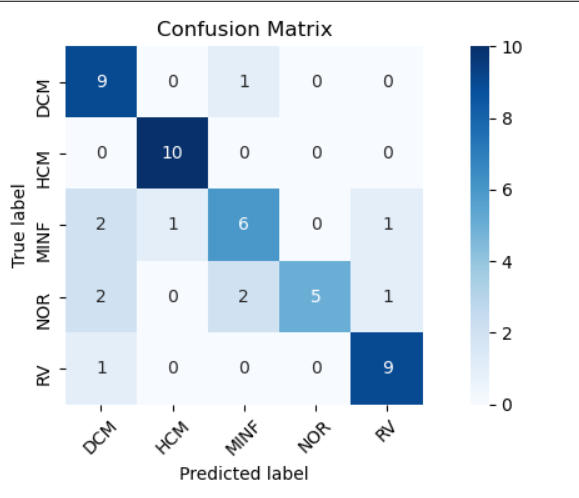 Confusion Matrix
DCM 9 0 1 0 0
HCM 0 10 0 0 0
MINF 2 1 6 0 1
NOR 2 0 2 5 1
RV 1 0 0 0 9
DCM HCM MINF NOR RV
Predicted label
True label
10
8
6
4
2
0